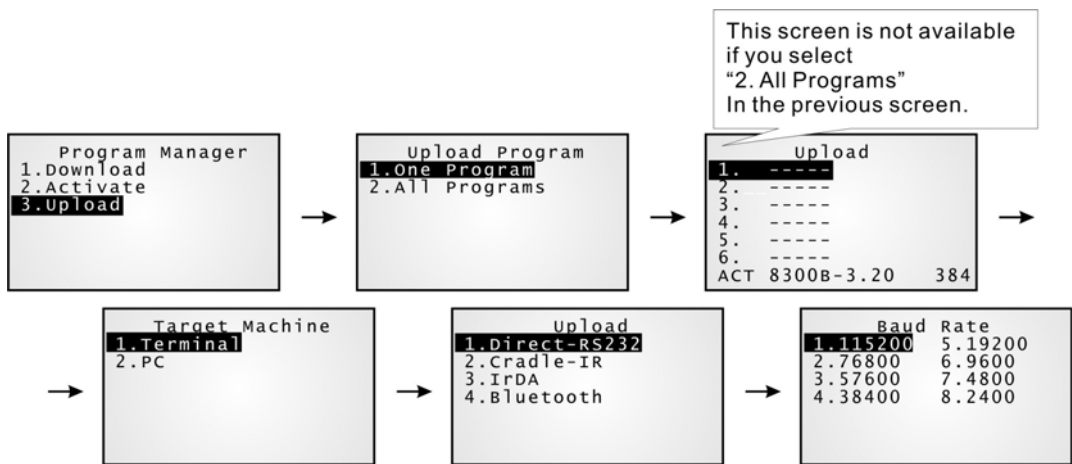 This screen is not available
if you select
“2. All Programs”
In the previous screen.
Program Manager
1.Download
2.Activate
3.Upload
Upload Program
1.One Program
2.All Programs
Upload
1. -----
2. -----
3. -----
4. -----
5. -----
6. -----
ACT 8300B-3.20 384
Target Machine
1.Terminal
2.PC
Upload
1.Direct-RS232
2.Cradle-IR
3.IrDA
4.Bluetooth
Baud Rate
1.115200 5.19200
2.76800 6.9600
3.57600 7.4800
4.38400 8.2400